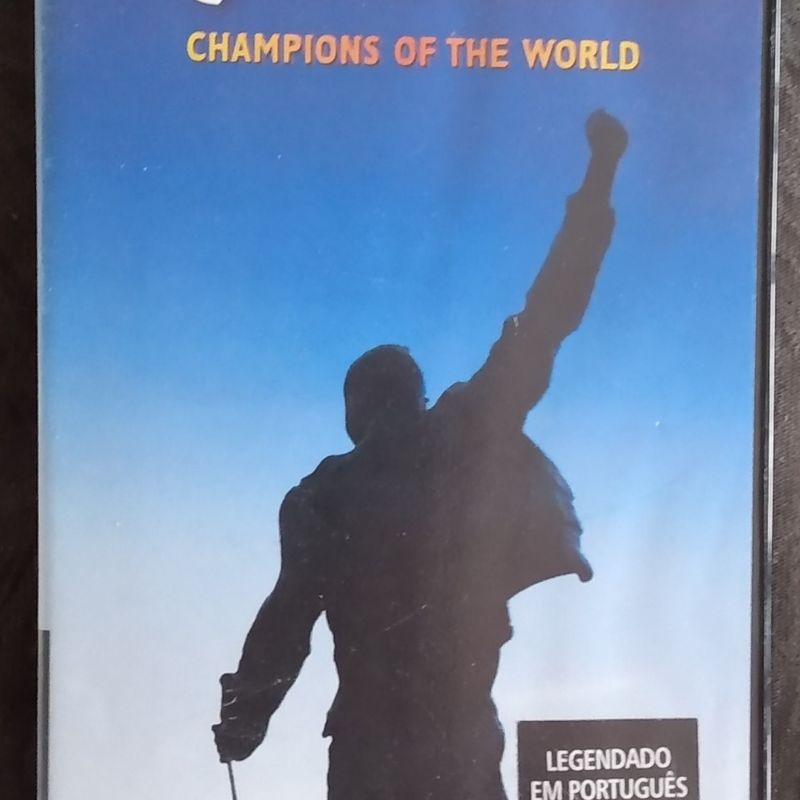 CHAMPIONS OF THE WORLD
LEGENDADO
EM PORTUGUÊS